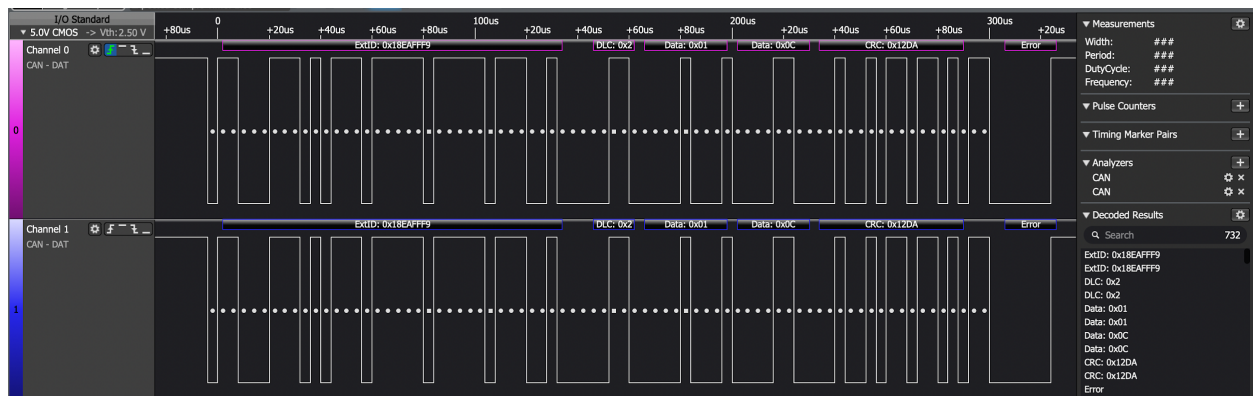 I/O Standard
▼ 5.0V CMOS -> Vth: 2.50 V
+80us 0 +20us +40us +60us +80us 100us +20us +40us +60us +80us 200us +20us +40us +60us +80us 300us +20us
Channel 0
CAN - DAT
0
ExtID: 0x18EAFFF9 DLC: 0x2 Data: 0x01 Data: 0x0C CRC: 0x12DA Error
Channel 1
CAN - DAT
1
ExtID: 0x18EAFFF9 DLC: 0x2 Data: 0x01 Data: 0x0C CRC: 0x12DA Error
▼ Measurements
Width: ###
Period: ###
DutyCycle: ###
Frequency: ###
▼ Pulse Counters
▼ Timing Marker Pairs
▼ Analyzers
CAN
CAN
▼ Decoded Results
Search 732
ExtID: 0x18EAFFF9
ExtID: 0x18EAFFF9
DLC: 0x2
DLC: 0x2
Data: 0x01
Data: 0x01
Data: 0x0C
Data: 0x0C
CRC: 0x12DA
CRC: 0x12DA
Error